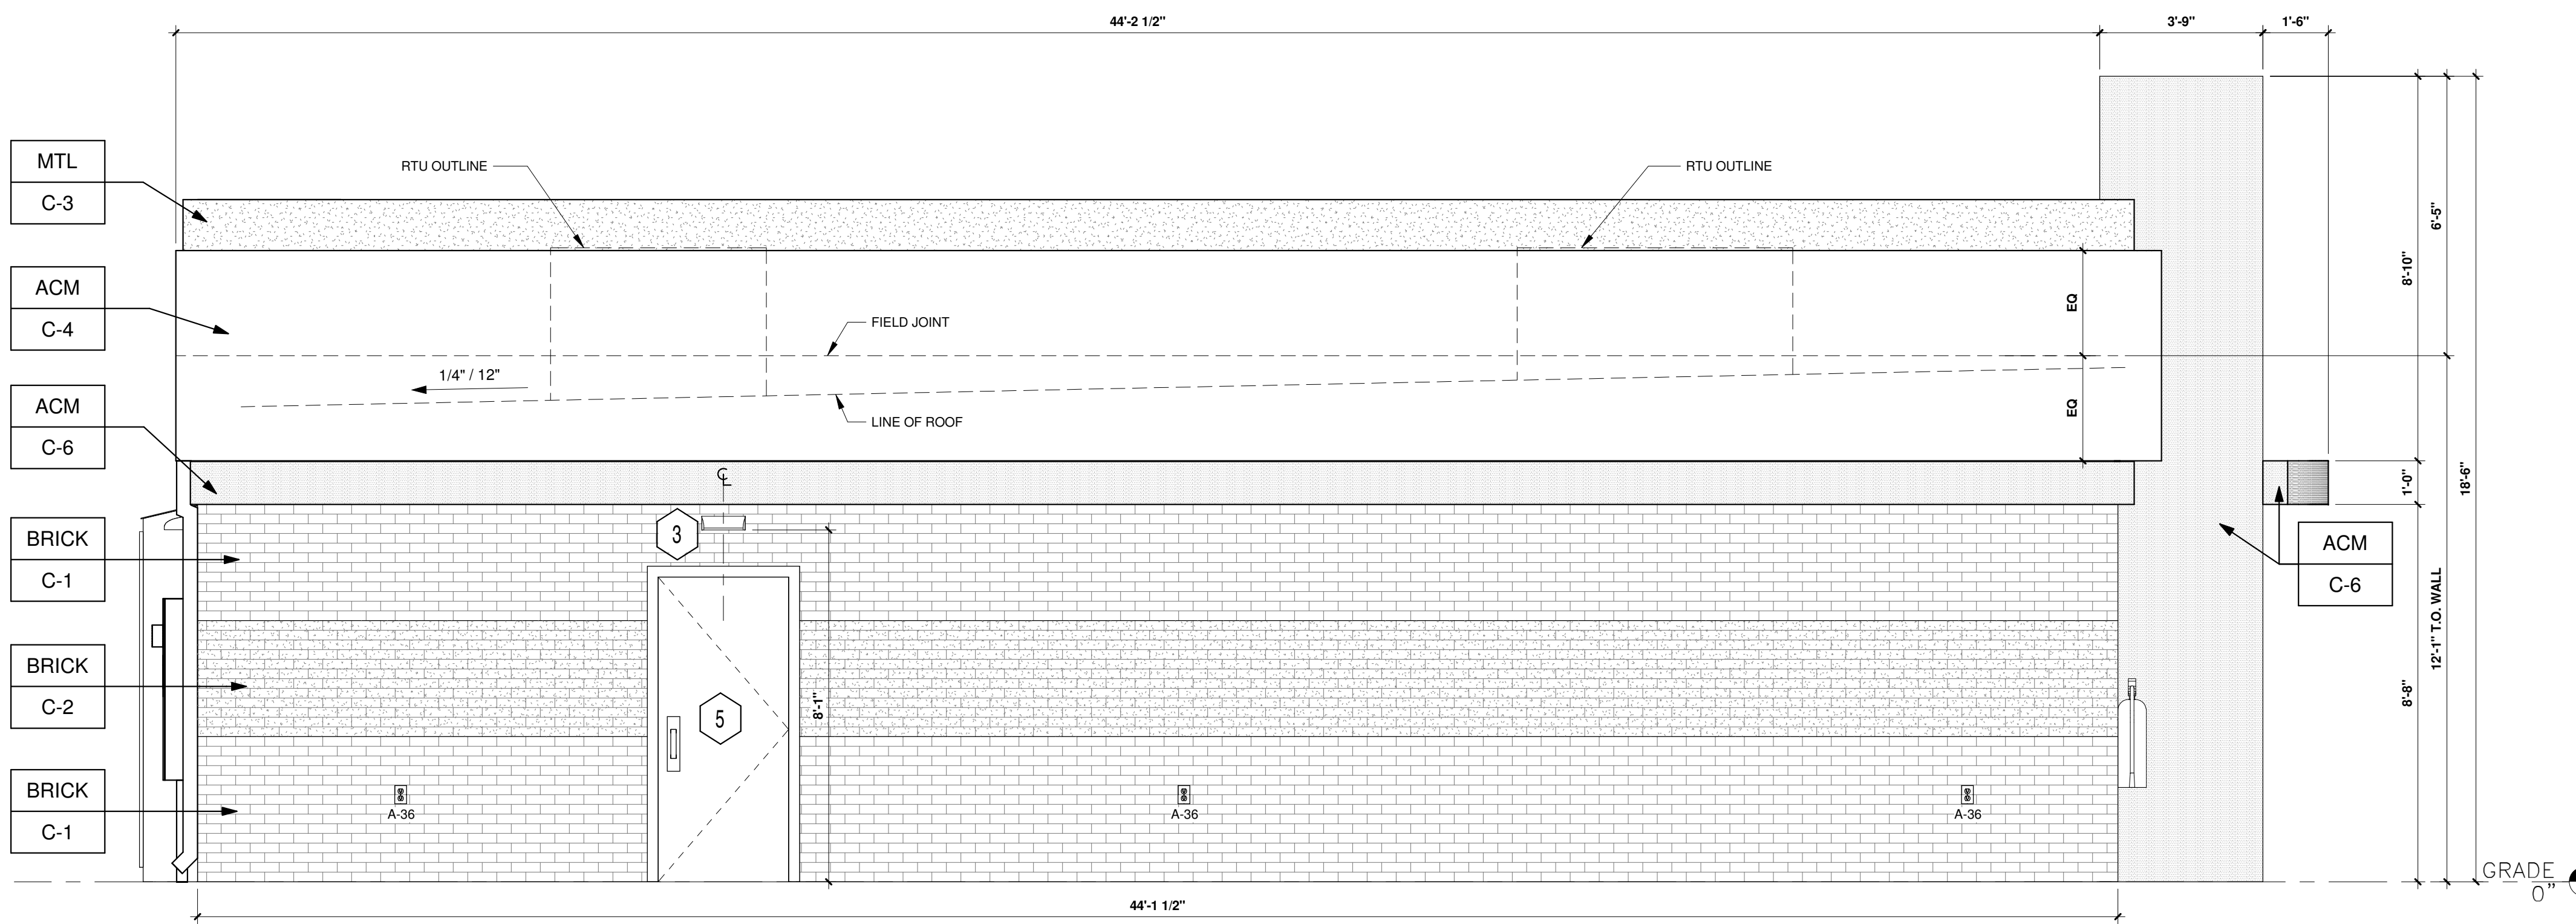 44'-2 1/2"
3'-9"
1'-6"
MTL
C-3
RTU OUTLINE
RTU OUTLINE
6'-5"
8'-10"
ACM
C-4
EQ
FIELD JOINT
1/4" / 12"
ACM
C-6
EQ
LINE OF ROOF
℄
1'-0"
18'-6"
BRICK
C-1
3
ACM
C-6
12'-1" T.O. WALL
BRICK
C-2
5
8'-1"
8'-8"
BRICK
C-1
A-36
A-36
A-36
GRADE
0"
44'-1 1/2"